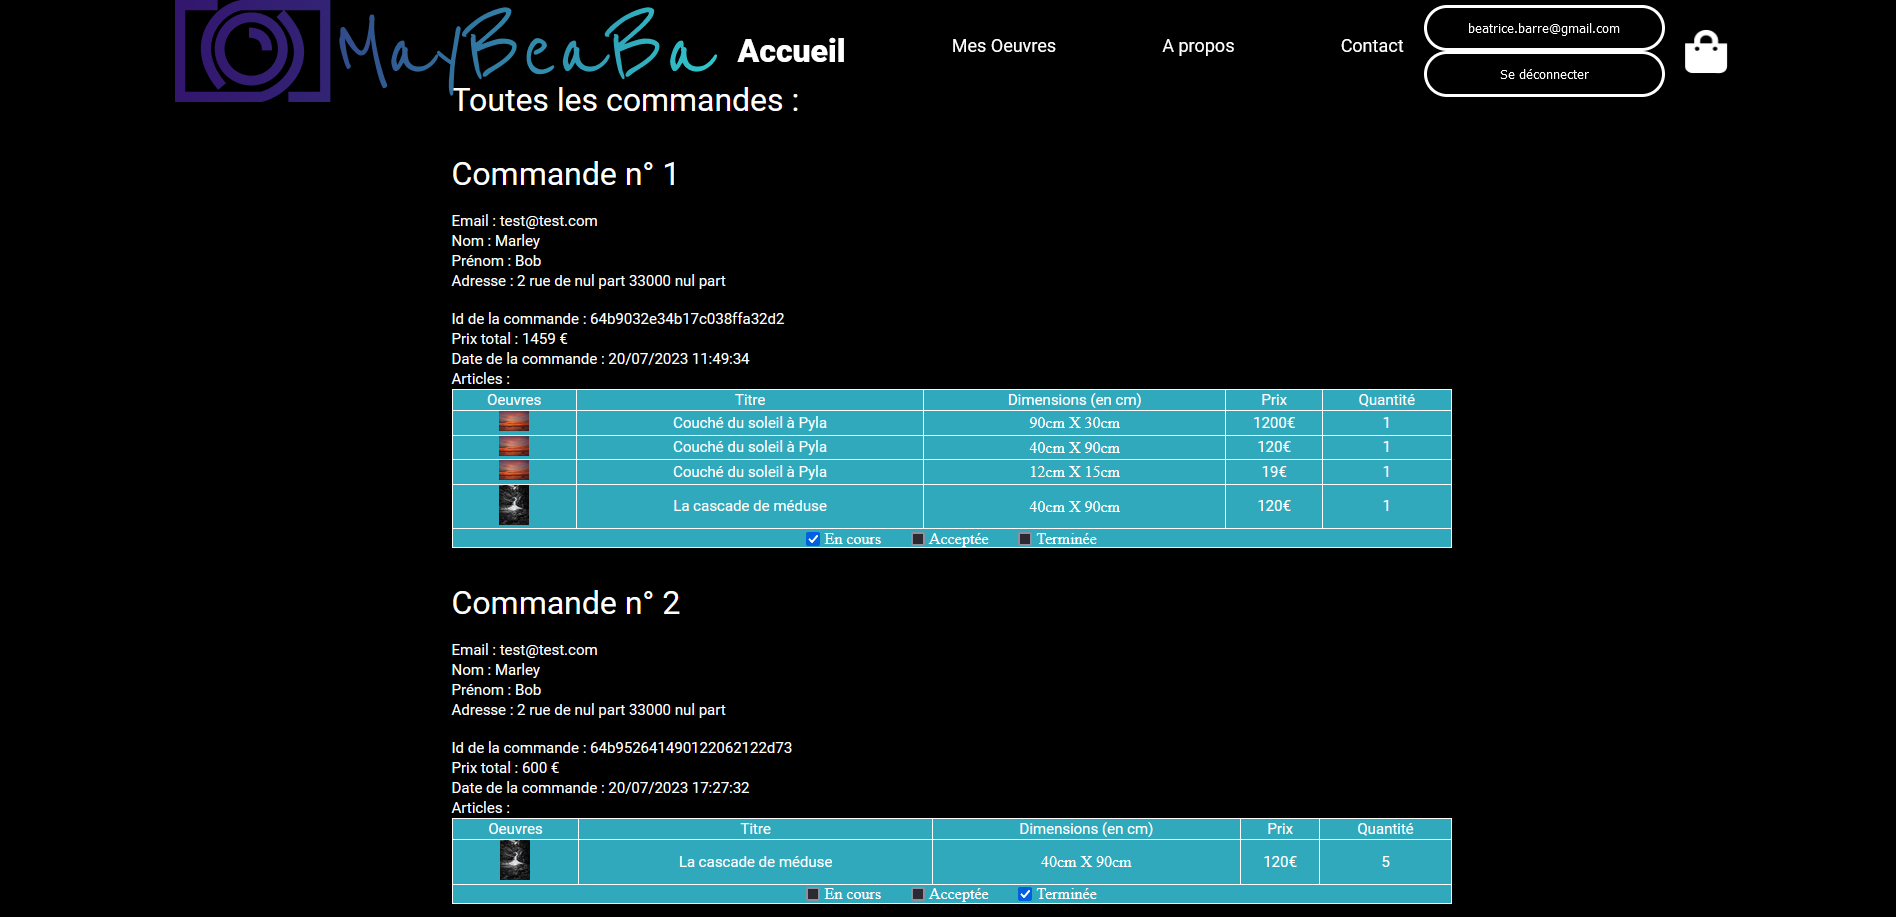 MayBeaBa
Accueil
Mes Oeuvres
A propos
Contact
beatrice.barre@gmail.com
Se déconnecter
Toutes les commandes :
Commande n° 1
Email : test@test.com
Nom : Marley
Prénom : Bob
Adresse : 2 rue de nul part 33000 nul part
Id de la commande : 64b9032e34b17c038ffa32d2
Prix total : 1459 €
Date de la commande : 20/07/2023 11:49:34
Articles :
Oeuvres Titre Dimensions (en cm) Prix Quantité
Couché du soleil à Pyla 90cm X 30cm 1200€ 1
Couché du soleil à Pyla 40cm X 90cm 120€ 1
Couché du soleil à Pyla 12cm X 15cm 19€ 1
La cascade de méduse 40cm X 90cm 120€ 1
En cours Acceptée Terminée
Commande n° 2
Email : test@test.com
Nom : Marley
Prénom : Bob
Adresse : 2 rue de nul part 33000 nul part
Id de la commande : 64b952641490122062122d73
Prix total : 600 €
Date de la commande : 20/07/2023 17:27:32
Articles :
Oeuvres Titre Dimensions (en cm) Prix Quantité
La cascade de méduse 40cm X 90cm 120€ 5
En cours Acceptée Terminée